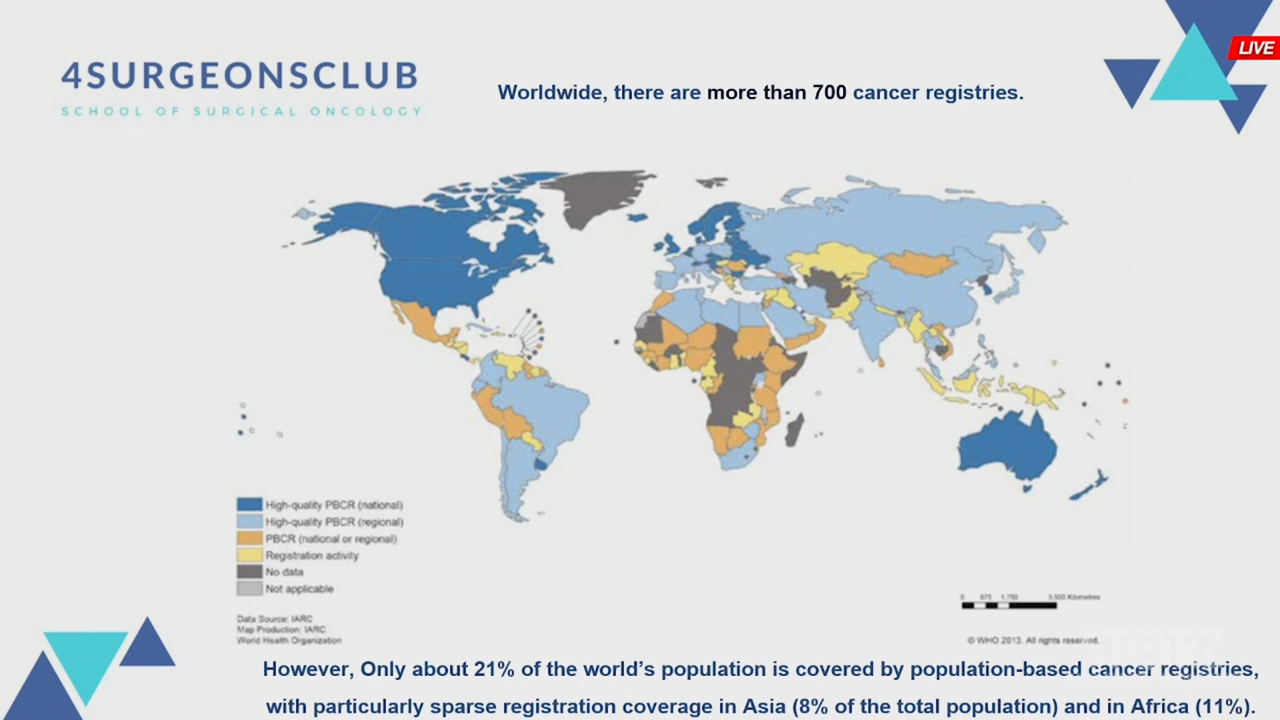 LIVE
4SURGEONSCLUB
SCHOOL OF SURGICAL ONCOLOGY
Worldwide, there are more than 700 cancer registries.
High-quality PBCR (national)
High-quality PBCR (regional)
PBCR (national or regional)
Registration activity
No data
Not applicable
0 875 1,750 3,500 Kilometres
Data Source: IARC
Map Production: IARC
World Health Organization
© WHO 2013. All rights reserved.
However, Only about 21% of the world’s population is covered by population-based cancer registries,
with particularly sparse registration coverage in Asia (8% of the total population) and in Africa (11%).